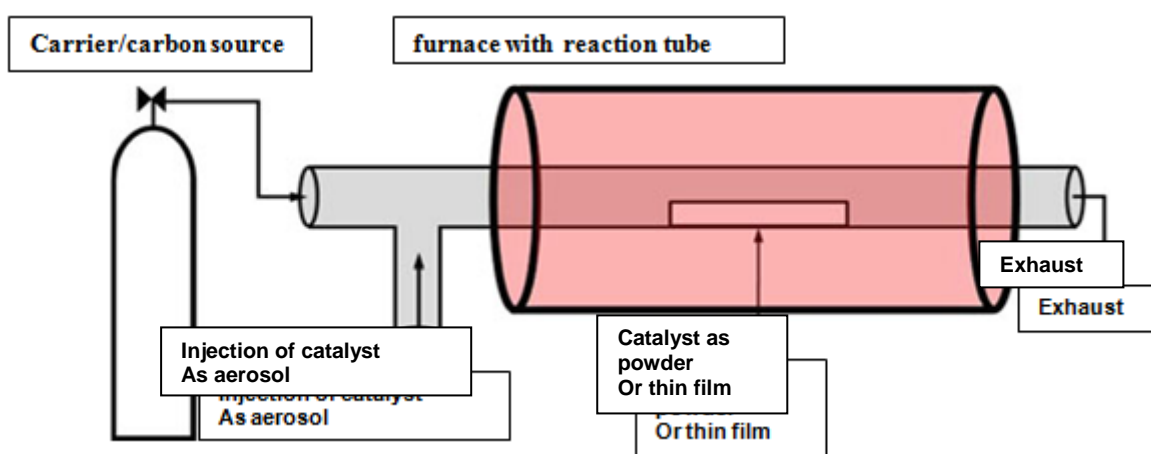 Carrier/carbon source
furnace with reaction tube
Exhaust
Exhaust
Injection of catalyst
As aerosol
Injection of catalyst
As aerosol
Catalyst as
powder
Or thin film
powder
Or thin film